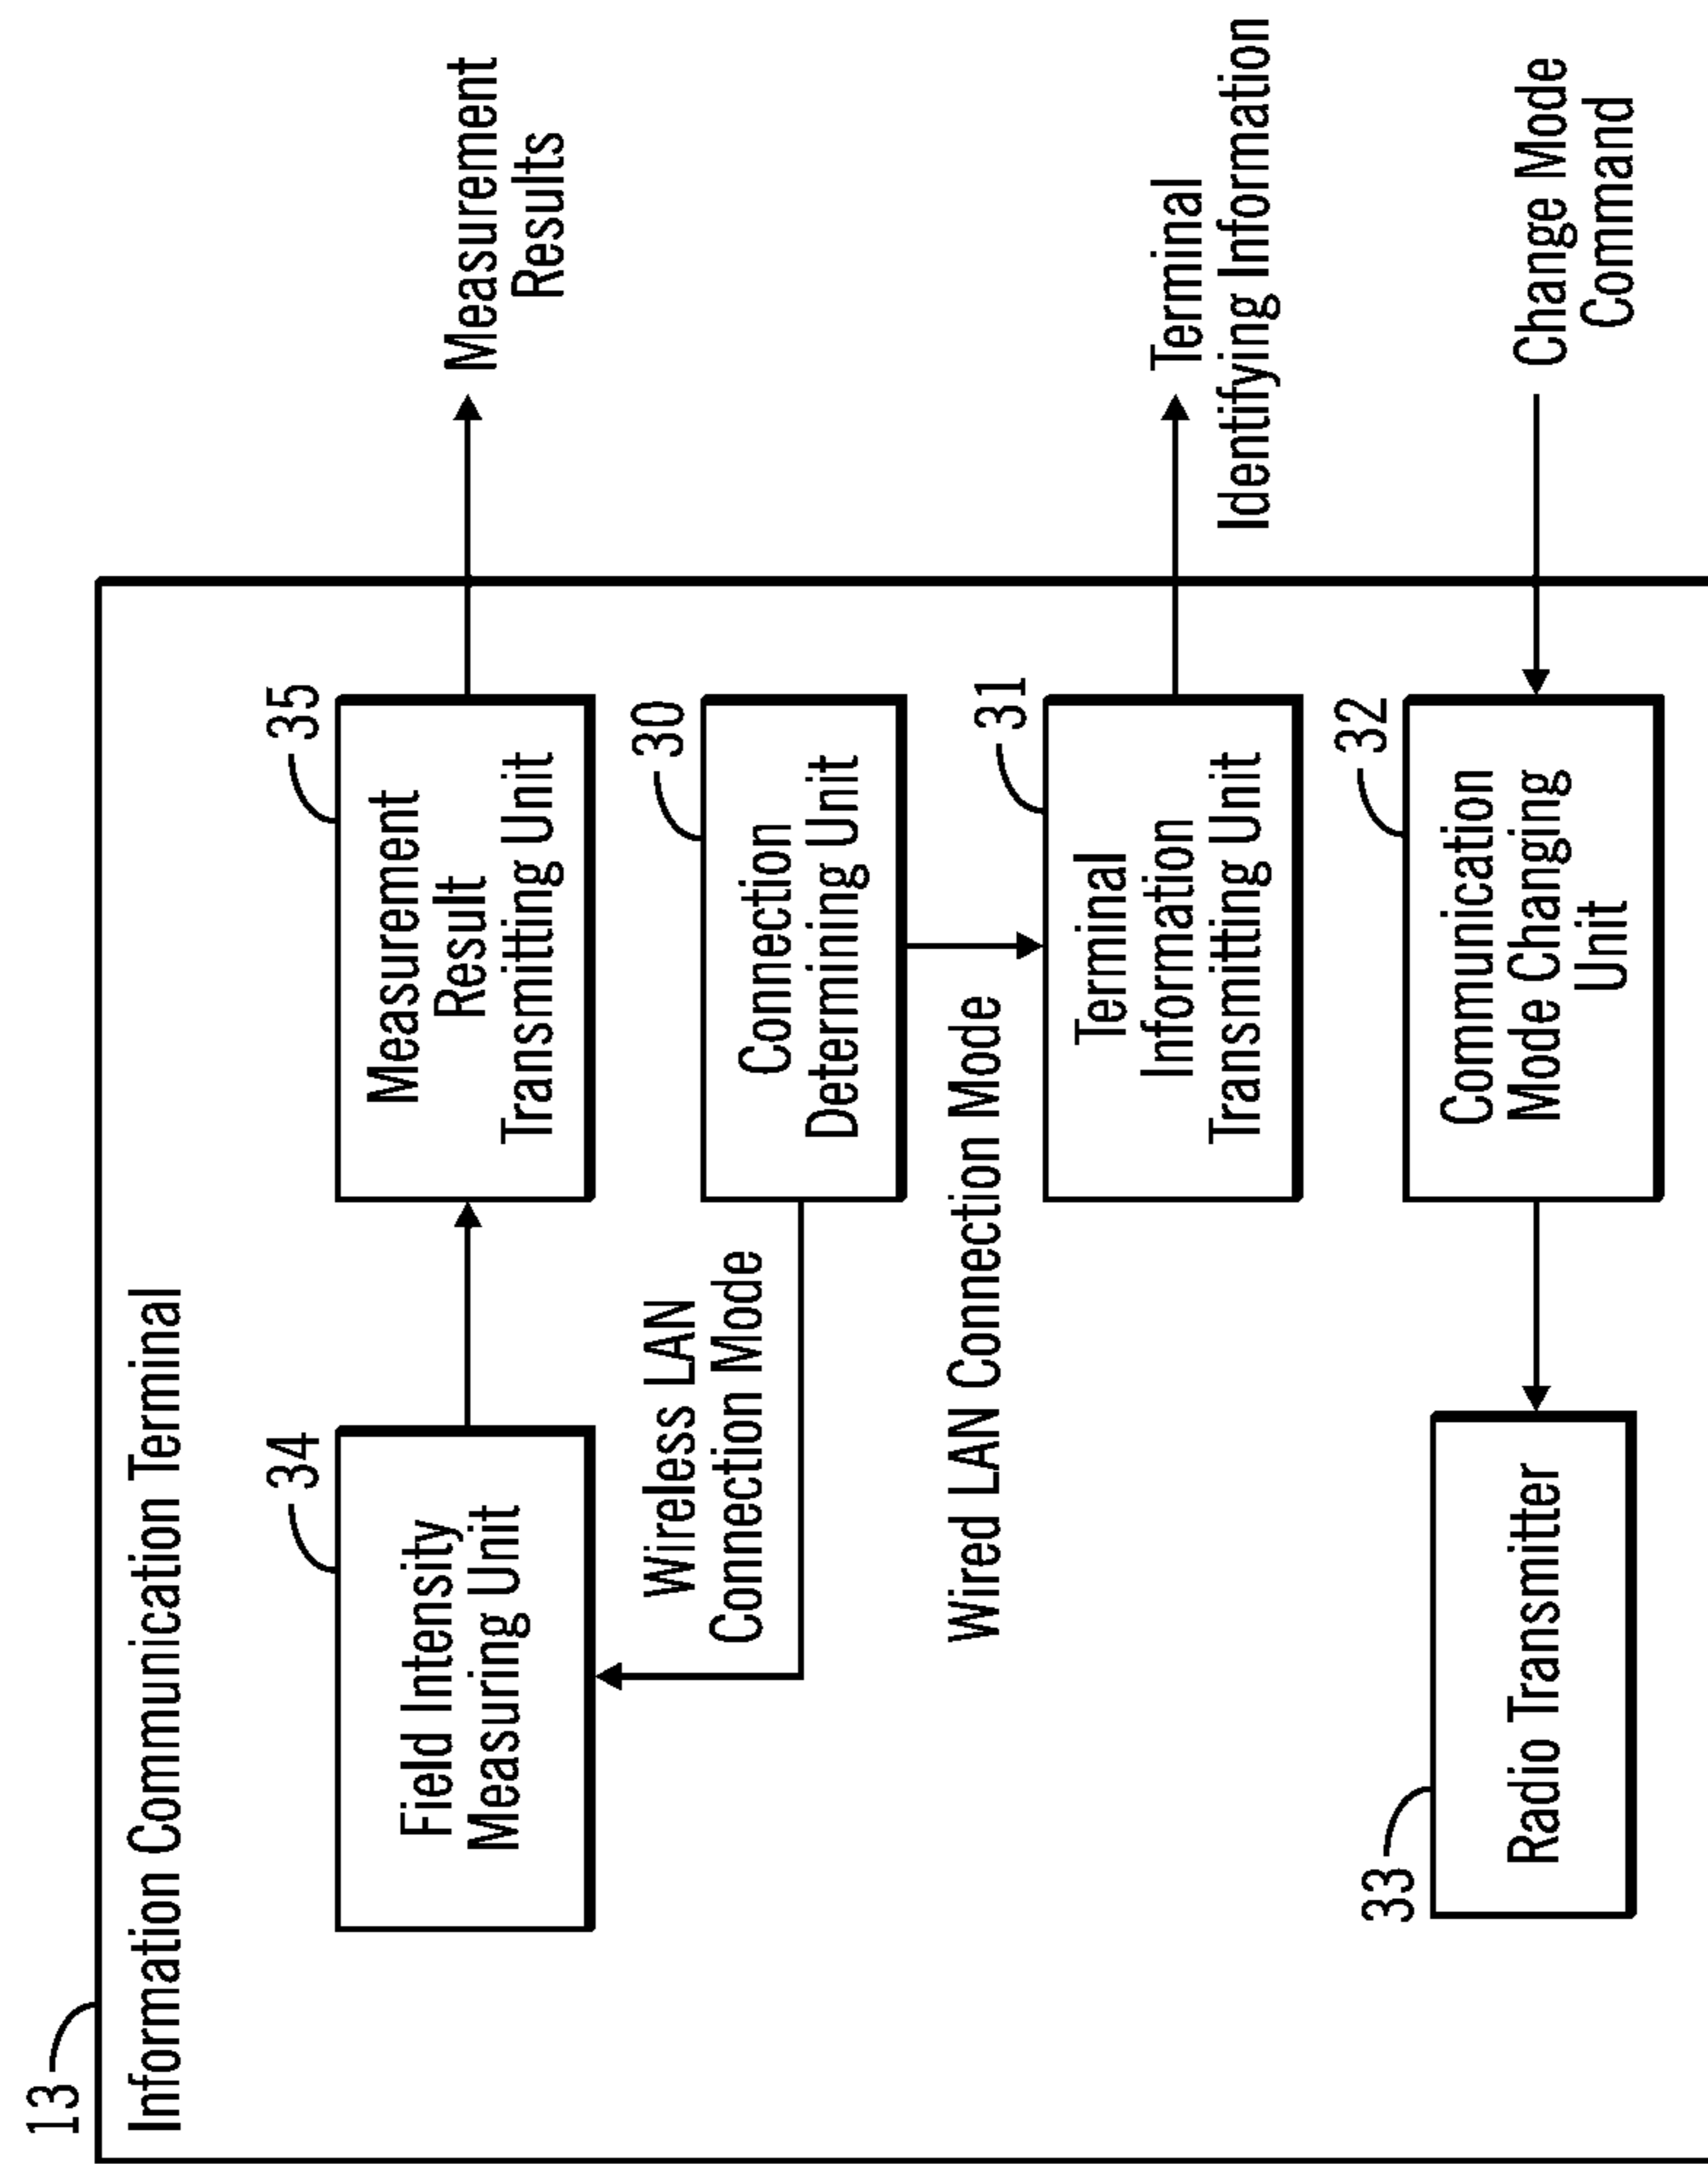 13
Information Communication Terminal
34
Field Intensity
Measuring Unit
35
Measurement
Result
Transmitting Unit
Measurement
Results
Wireless LAN
Connection Mode
30
Connection
Determining Unit
Wired LAN Connection Mode
31
Terminal
Information
Transmitting Unit
Terminal
Identifying Information
33
Radio Transmitter
32
Communication
Mode Changing
Unit
Change Mode
Command